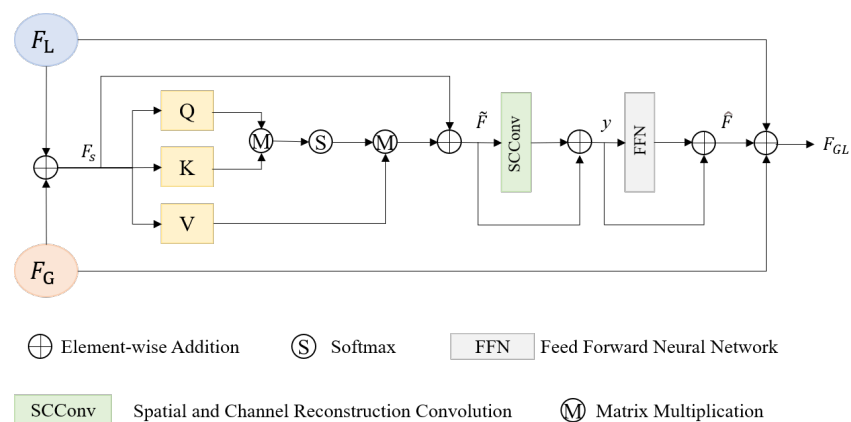 F_L
Q
F_s
M
S
M
F̃
SCConv
y
FFN
F̂
F_GL
K
V
F_G
Element-wise Addition
S Softmax
FFN Feed Forward Neural Network
SCConv Spatial and Channel Reconstruction Convolution
M Matrix Multiplication